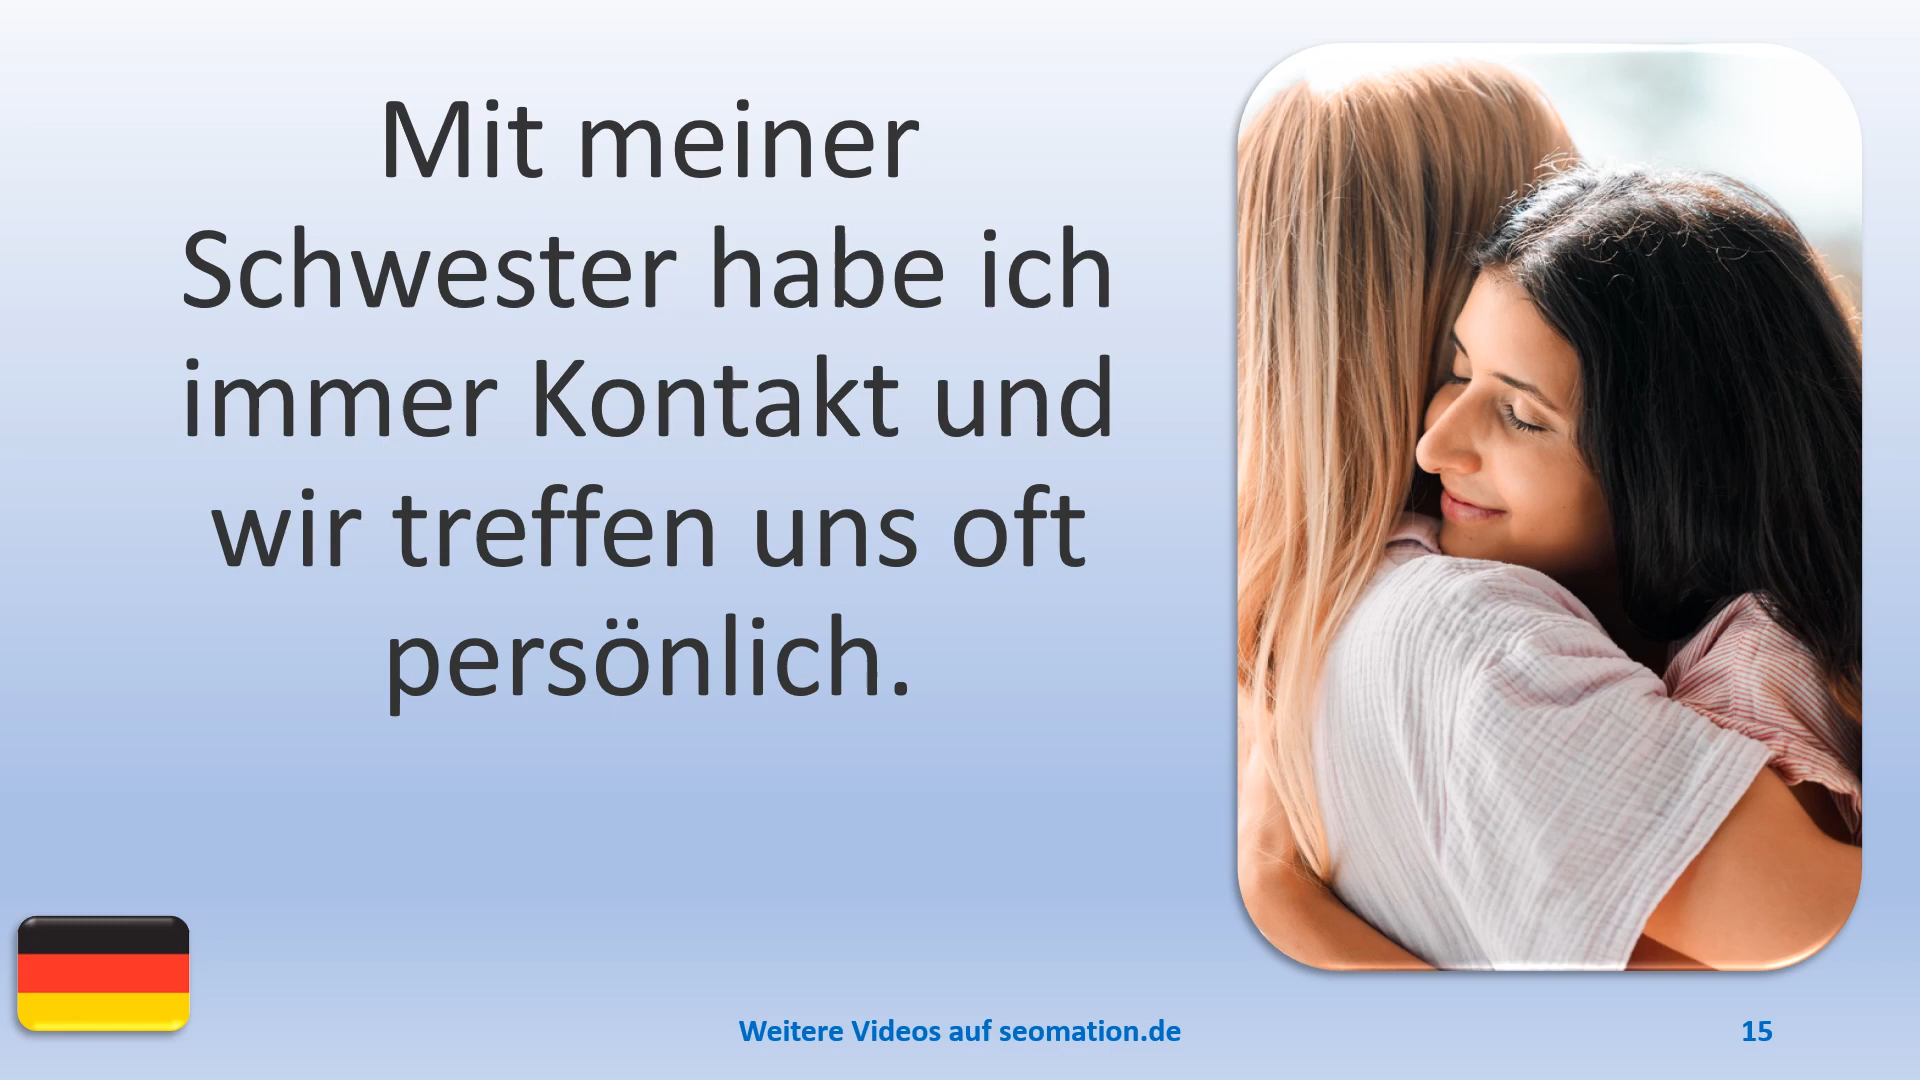 Mit meiner
Schwester habe ich
immer Kontakt und
wir treffen uns oft
persönlich.
Weitere Videos auf seomation.de
15